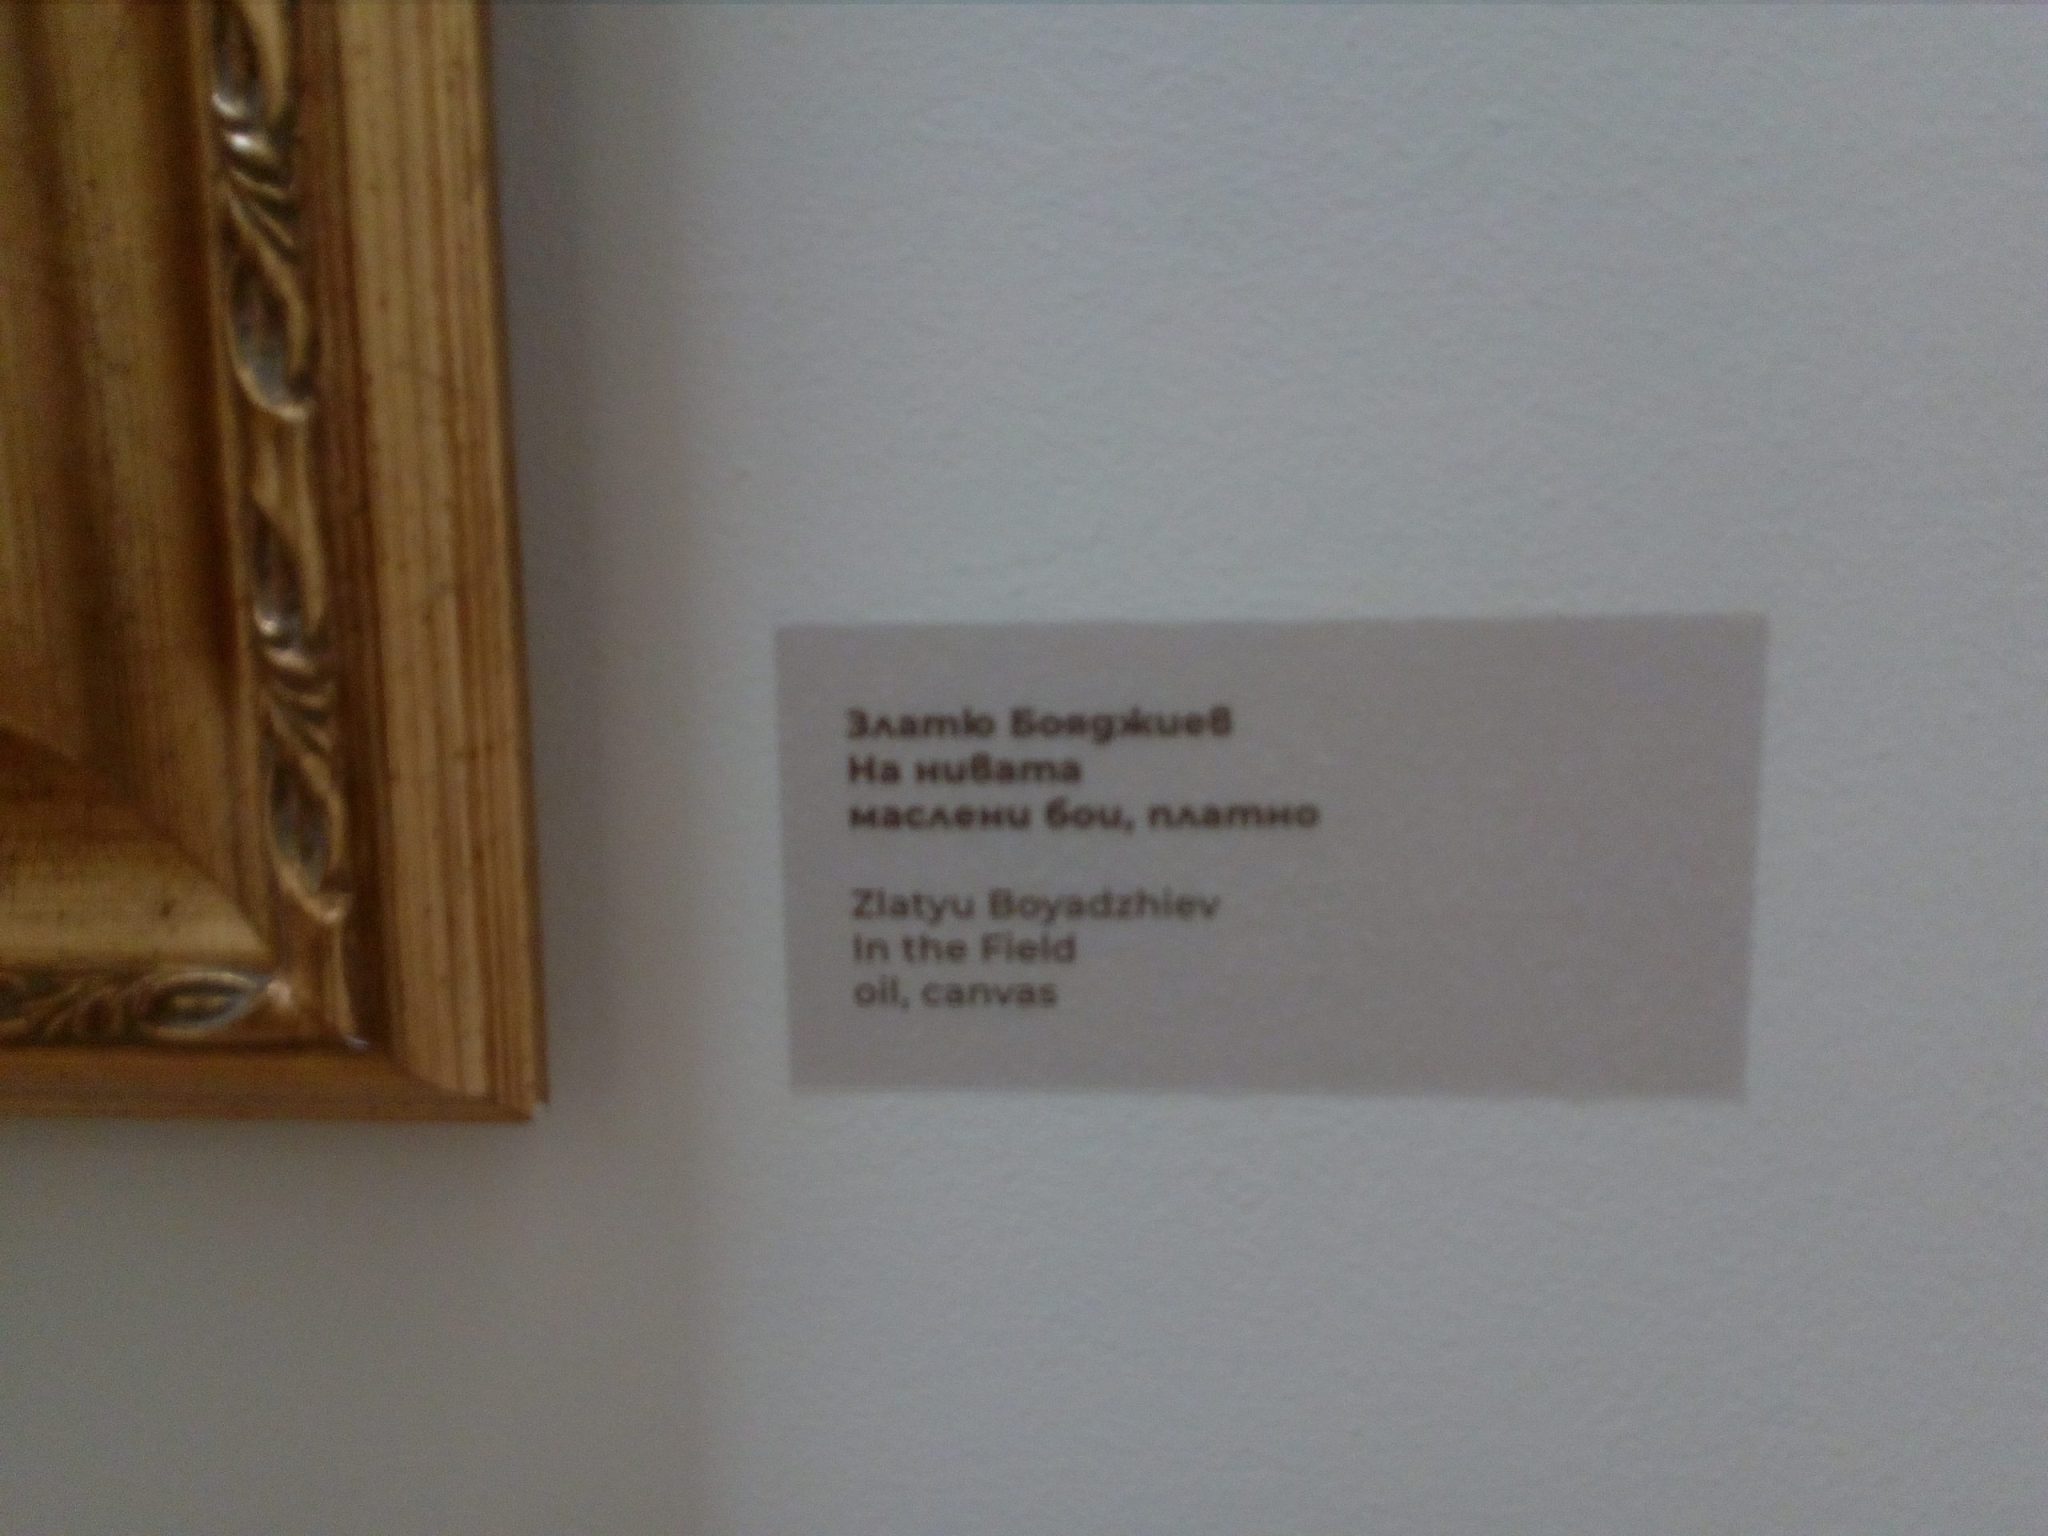 Златю Бояджиев
На нивата
маслени бои, платно
Zlatyu Boyadzhiev
In the Field
oil, canvas